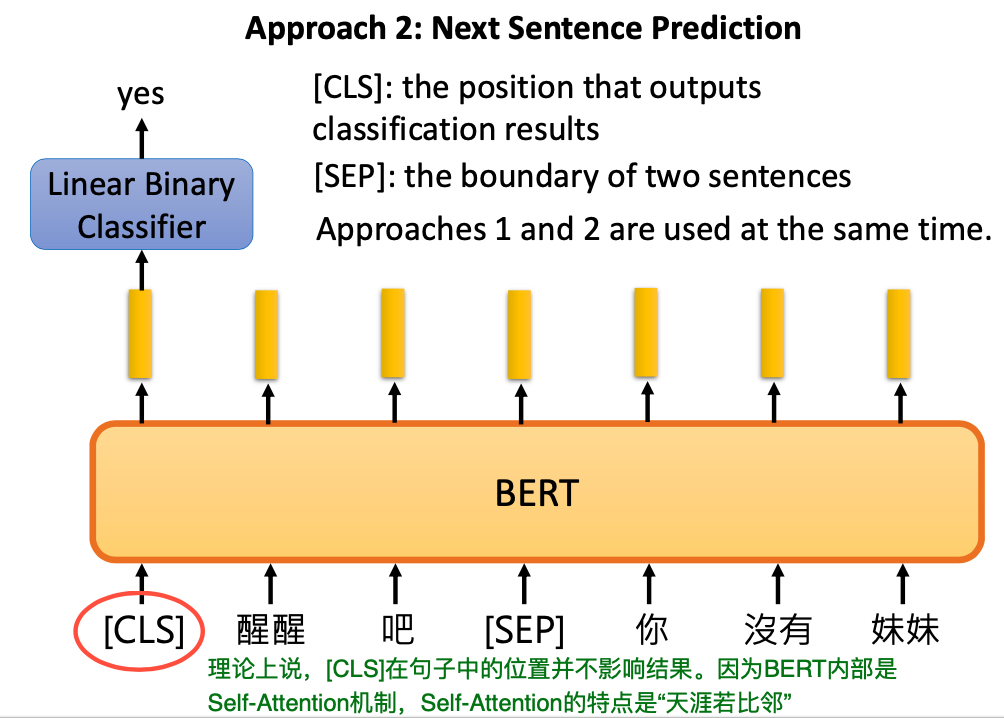 Approach 2: Next Sentence Prediction
yes
[CLS]: the position that outputs
classification results
Linear Binary
Classifier
[SEP]: the boundary of two sentences
Approaches 1 and 2 are used at the same time.
BERT
[CLS] 醒醒 吧 [SEP] 你 沒有 妹妹
理论上说，[CLS]在句子中的位置并不影响结果。因为BERT内部是
Self-Attention机制，Self-Attention的特点是“天涯若比邻”